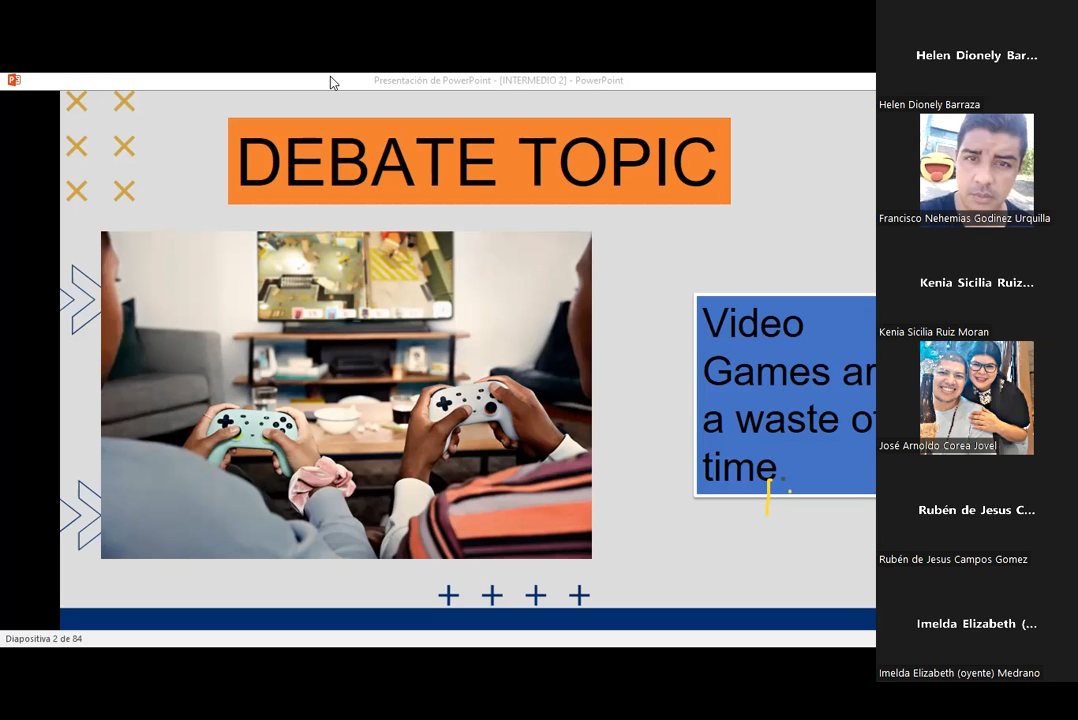 Presentación de PowerPoint - [INTERMEDIO 2] - PowerPoint
DEBATE TOPIC
Video
Games ar
a waste of
time.
Diapositiva 2 de 84
Helen Dionely Bar...
Helen Dionely Barraza
Francisco Nehemias Godinez Urquilla
Kenia Sicilia Ruiz...
Kenia Sicilia Ruiz Moran
José Arnoldo Corea Jovel
Rubén de Jesus C...
Rubén de Jesus Campos Gomez
Imelda Elizabeth (...
Imelda Elizabeth (oyente) Medrano